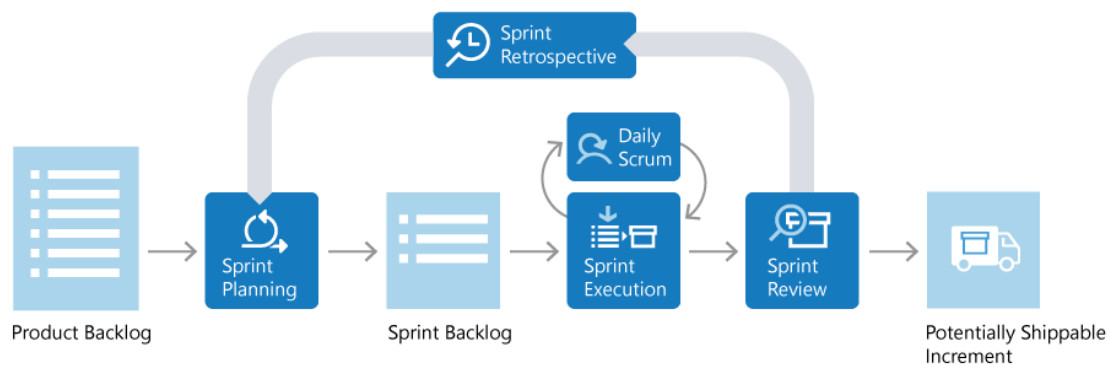 Sprint
Retrospective
Daily
Scrum
Sprint
Planning
Sprint
Execution
Sprint
Review
Product Backlog
Sprint Backlog
Potentially Shippable
Increment